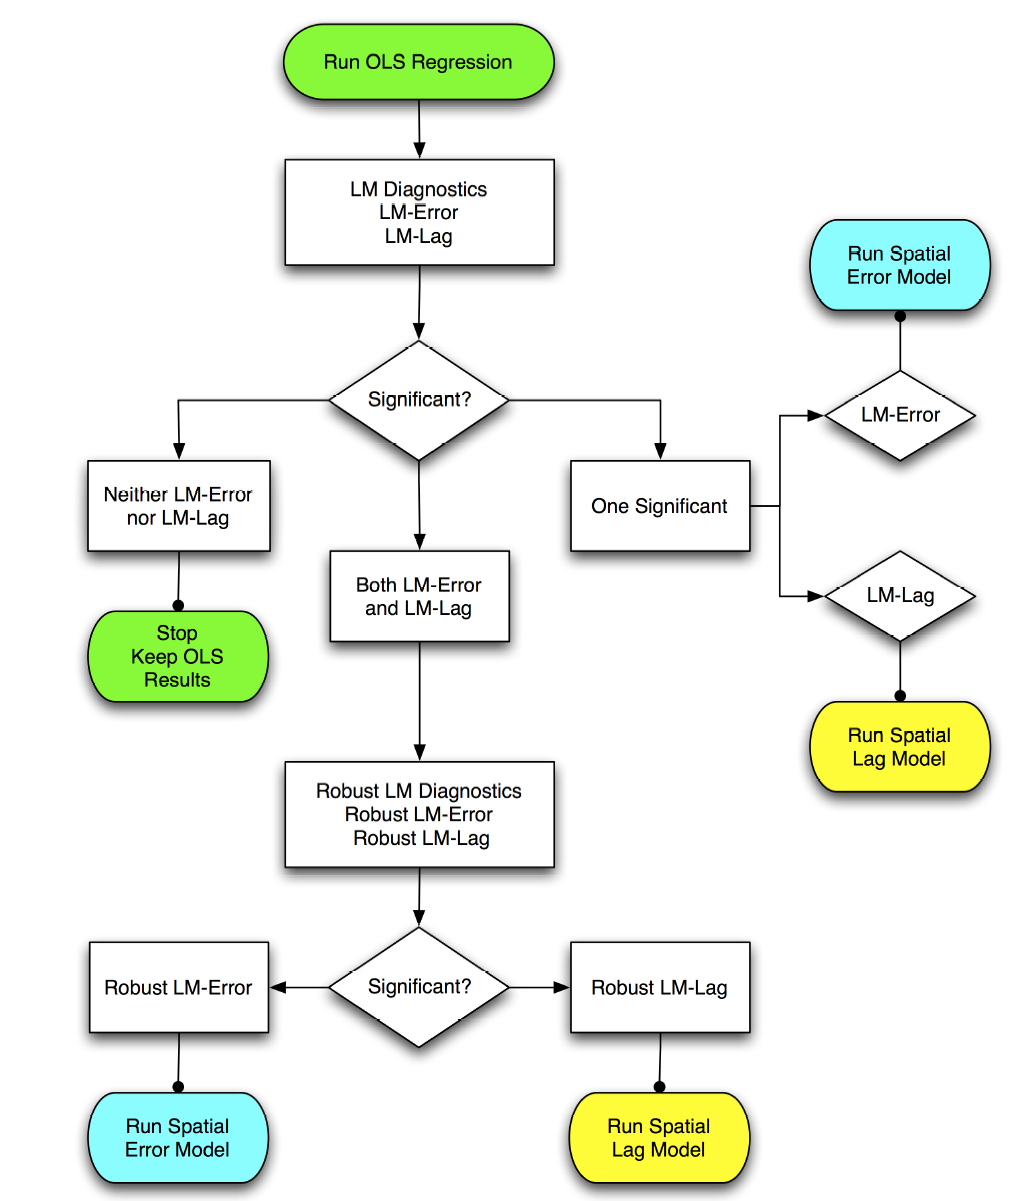 Run OLS Regression
LM Diagnostics
LM-Error
LM-Lag
Run Spatial
Error Model
Significant?
LM-Error
Neither LM-Error
nor LM-Lag
One Significant
Both LM-Error
and LM-Lag
LM-Lag
Stop
Keep OLS
Results
Run Spatial
Lag Model
Robust LM Diagnostics
Robust LM-Error
Robust LM-Lag
Robust LM-Error
Significant?
Robust LM-Lag
Run Spatial
Error Model
Run Spatial
Lag Model